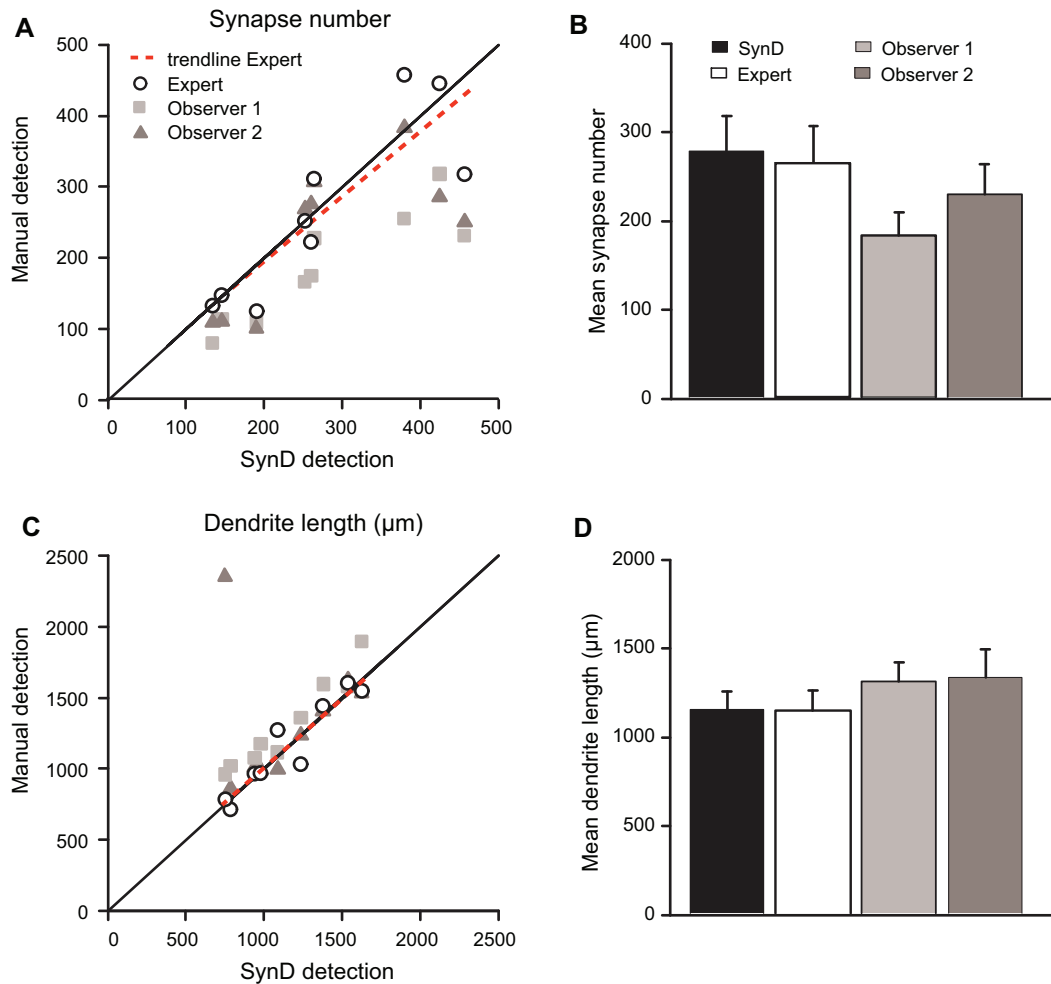 A
Synapse number
500
400
300
200
100
0
Manual detection
trendline Expert
Expert
Observer 1
Observer 2
0 100 200 300 400 500
SynD detection
B
400
300
200
100
0
Mean synapse number
SynD
Expert
Observer 1
Observer 2
C
Dendrite length (µm)
2500
2000
1500
1000
500
0
Manual detection
0 500 1000 1500 2000 2500
SynD detection
D
2000
1500
1000
500
0
Mean dendrite length (µm)